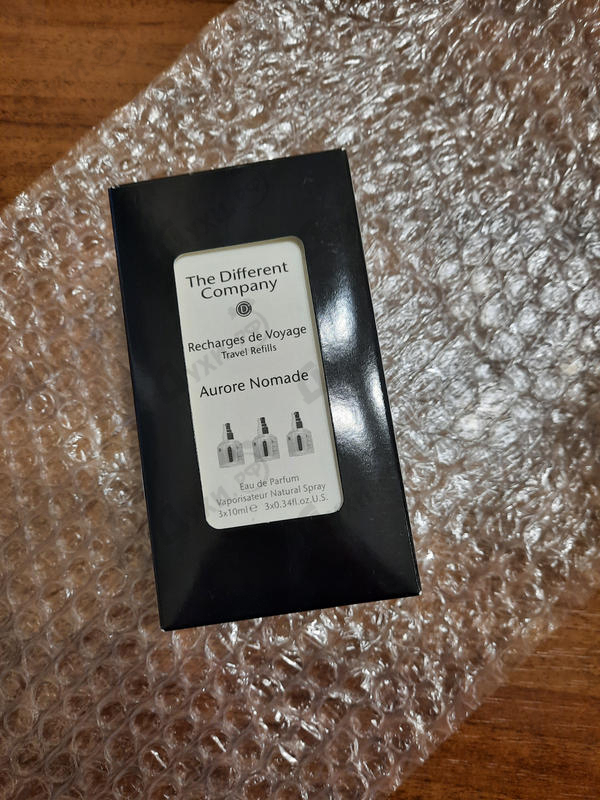 The Different
Company
D
Recharges de Voyage
Travel Refills
Aurore Nomade
Eau de Parfum
Vaporisateur Natural Spray
3x10ml ℮ 3x0.34fl.oz.U.S.